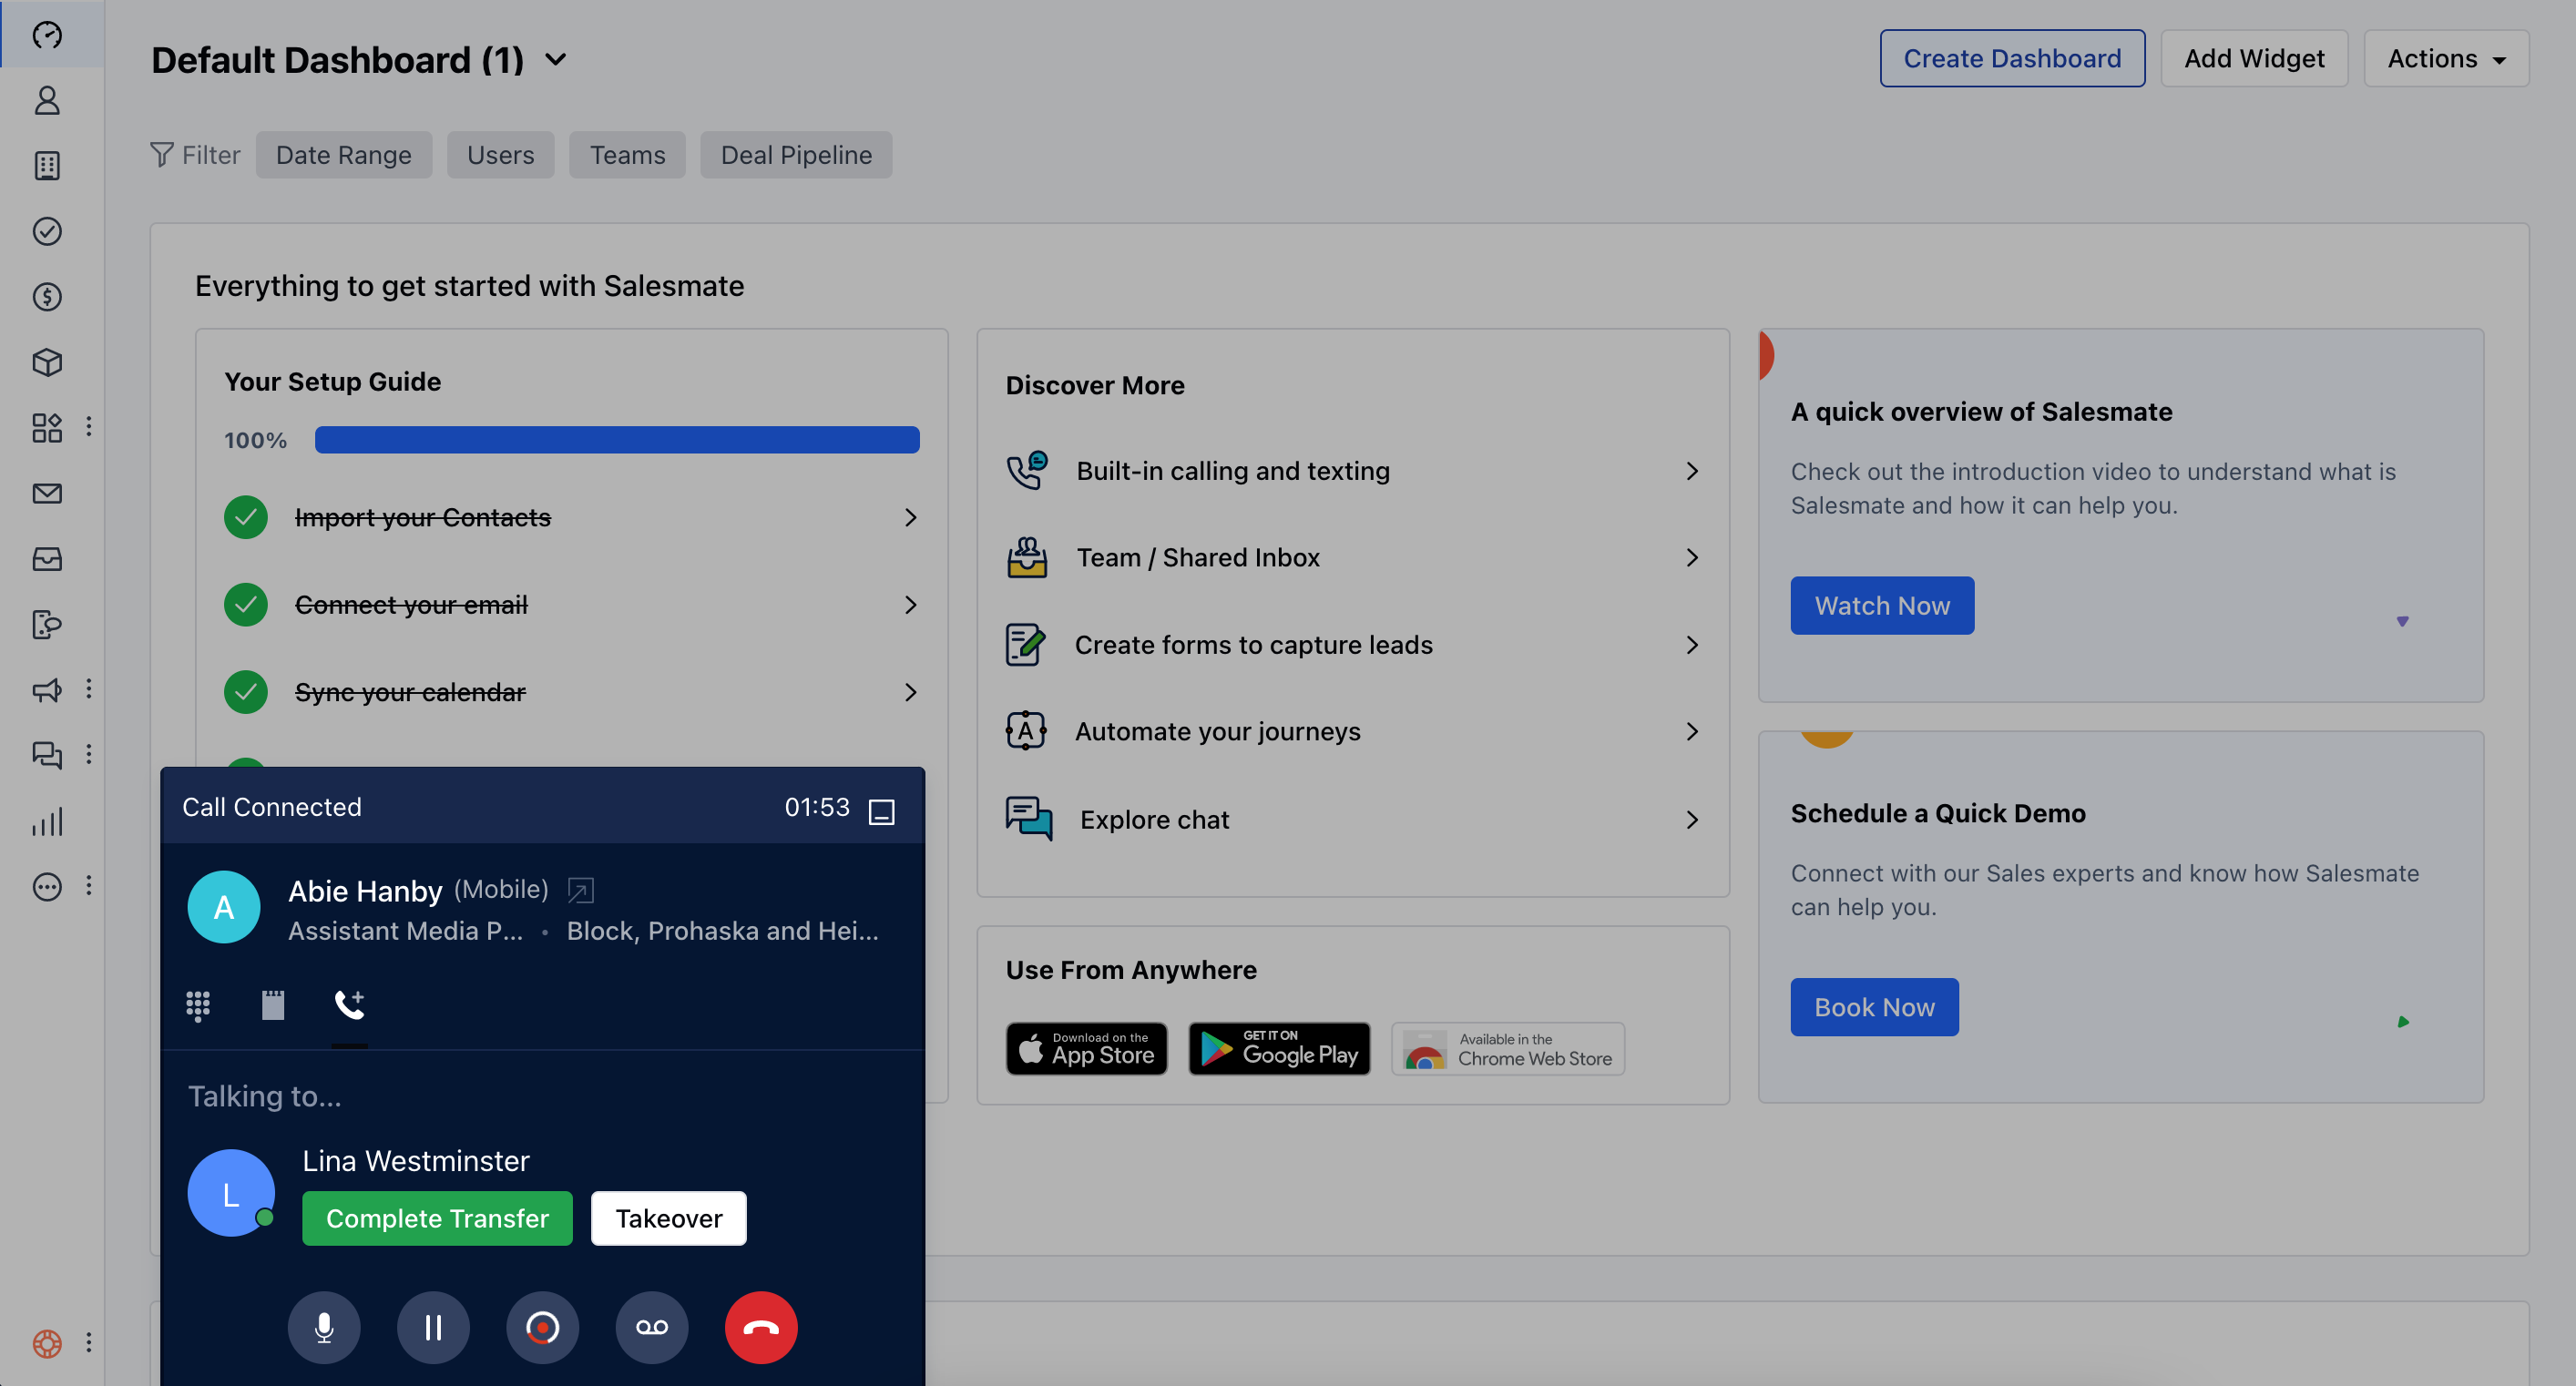 Default Dashboard (1)
Create Dashboard
Add Widget
Actions
Filter
Date Range
Users
Teams
Deal Pipeline
Everything to get started with Salesmate
Your Setup Guide
100%
Import your Contacts
Connect your email
Sync your calendar
Discover More
Built-in calling and texting
Team / Shared Inbox
Create forms to capture leads
A
Automate your journeys
Explore chat
Use From Anywhere
Download on the
App Store
GET IT ON
Google Play
Available in the
Chrome Web Store
A quick overview of Salesmate
Check out the introduction video to understand what is
Salesmate and how it can help you.
Watch Now
Schedule a Quick Demo
Connect with our Sales experts and know how Salesmate
can help you.
Book Now
Call Connected
01:53
A
Abie Hanby (Mobile)
Assistant Media P... • Block, Prohaska and Hei...
Talking to...
L
Lina Westminster
Complete Transfer
Takeover